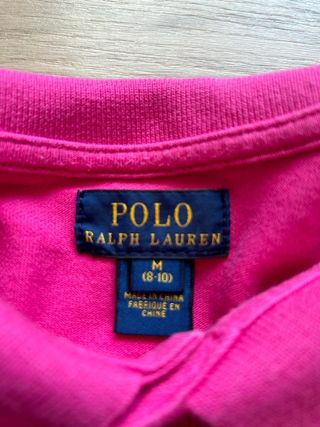 POLO
RALPH LAUREN
M
(8-10)
MADE IN CHINA
FABRIQUÉ EN
CHINE